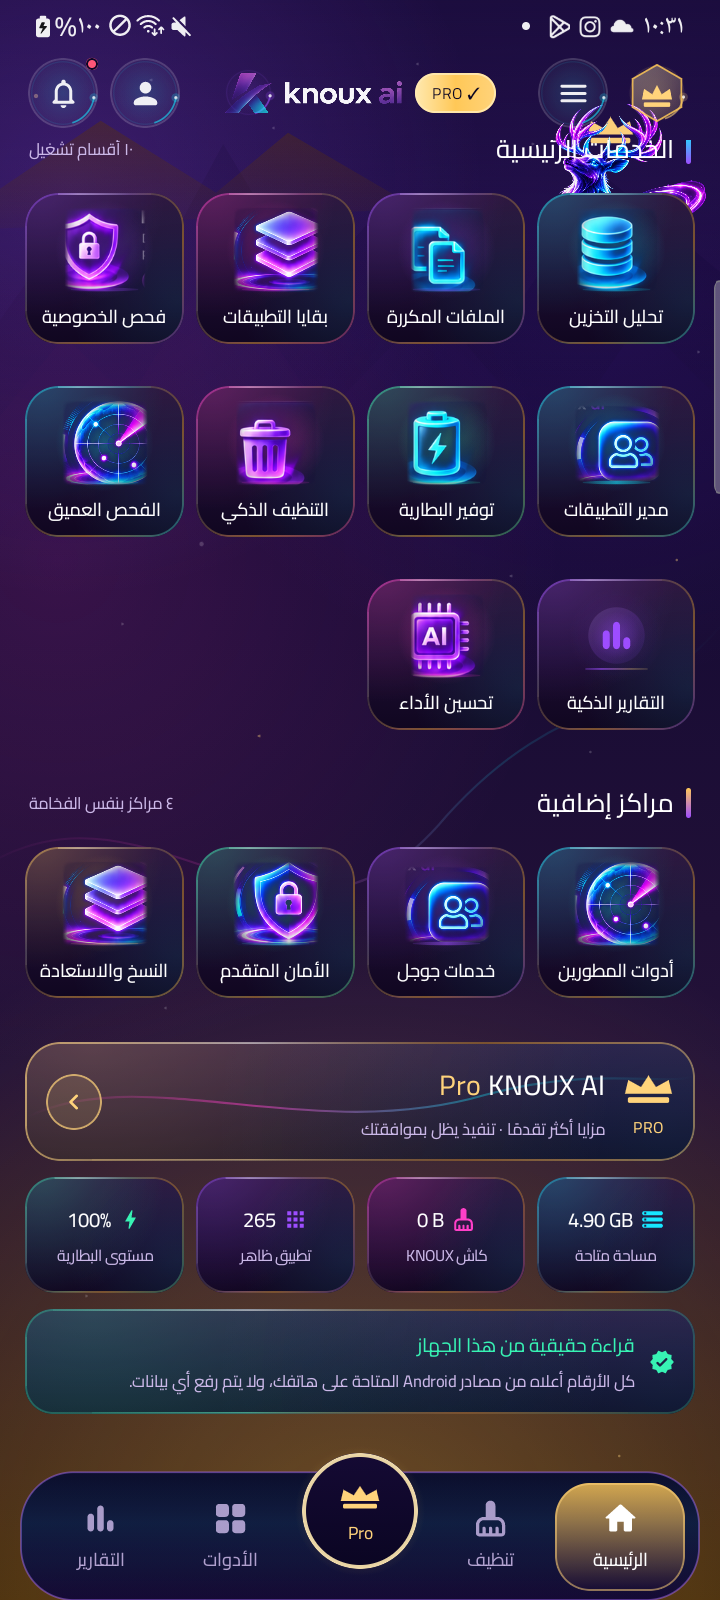 ١٠:٣١
%١٠٠
knoux ai PRO ✓
الخدمات الرئيسية
١٠ أقسام تشغيل
تحليل التخزين
الملفات المكررة
بقايا التطبيقات
فحص الخصوصية
مدير التطبيقات
توفير البطارية
التنظيف الذكي
الفحص العميق
AI
التقارير الذكية
تحسين الأداء
مراكز إضافية
٤ مراكز بنفس الفخامة
أدوات المطورين
خدمات جوجل
الأمان المتقدم
النسخ والاستعادة
Pro KNOUX AI
PRO
مزايا أكثر تقدمًا · تنفيذ يظل بموافقتك
4.90 GB
0 B
265
100%
مساحة متاحة
كاش KNOUX
تطبيق ظاهر
مستوى البطارية
قراءة حقيقية من هذا الجهاز
كل الأرقام أعلاه من مصادر Android المتاحة على هاتفك، ولا يتم رفع أي بيانات.
الرئيسية
تنظيف
Pro
الأدوات
التقارير